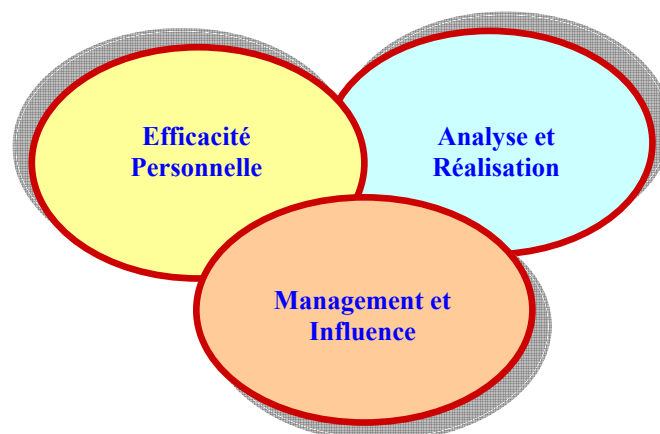 Efficacité
Personnelle
Analyse et
Réalisation
Management et
Influence